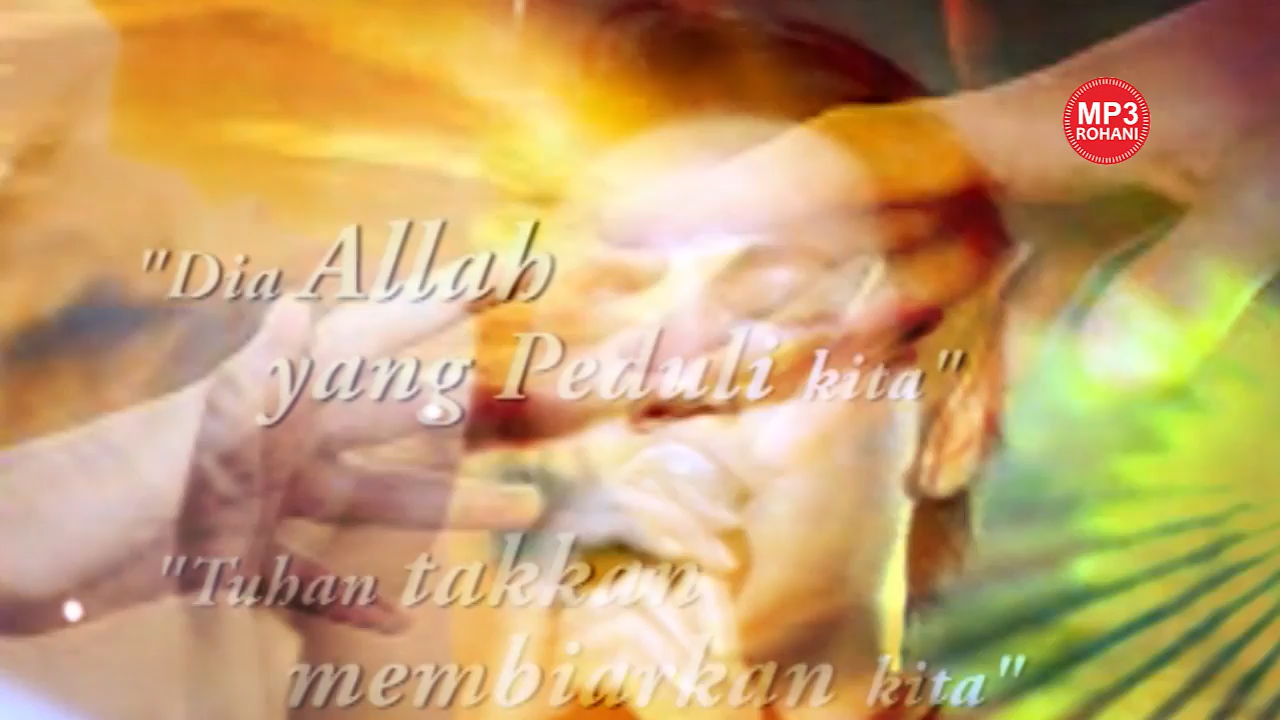 MP3
ROHANI
"Dia Allah
yang Peduli kita"
"Tuhan takkan
membiarkan kita"